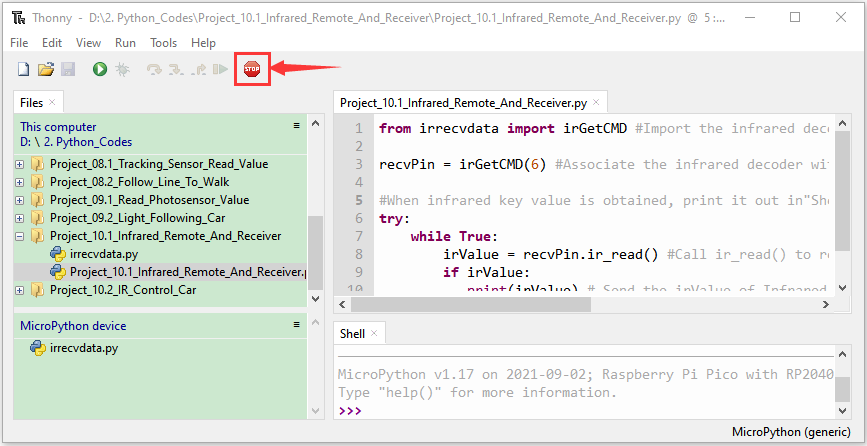 Thonny - D:\2. Python_Codes\Project_10.1_Infrared_Remote_And_Receiver\Project_10.1_Infrared_Remote_And_Receiver.py @ 5 :...
File Edit View Run Tools Help
STOP
Files
This computer
D: \ 2. Python_Codes
Project_08.1_Tracking_Sensor_Read_Value
Project_08.2_Follow_Line_To_Walk
Project_09.1_Read_Photosensor_Value
Project_09.2_Light_Following_Car
Project_10.1_Infrared_Remote_And_Receiver
irrecvdata.py
Project_10.1_Infrared_Remote_And_Receiver.p
Project_10.2_IR_Control_Car
MicroPython device
irrecvdata.py
Project_10.1_Infrared_Remote_And_Receiver.py
1 from irrecvdata import irGetCMD #Import the infrared deco
2
3 recvPin = irGetCMD(6) #Associate the infrared decoder wit
4
5 #When infrared key value is obtained, print it out in"She
6 try:
7 while True:
8 irValue = recvPin.ir_read() #Call ir_read() to re
9 if irValue:
10 print(irValue) # Send the irValue of Infrared
Shell
MicroPython v1.17 on 2021-09-02; Raspberry Pi Pico with RP2040
Type "help()" for more information.
>>>
MicroPython (generic)